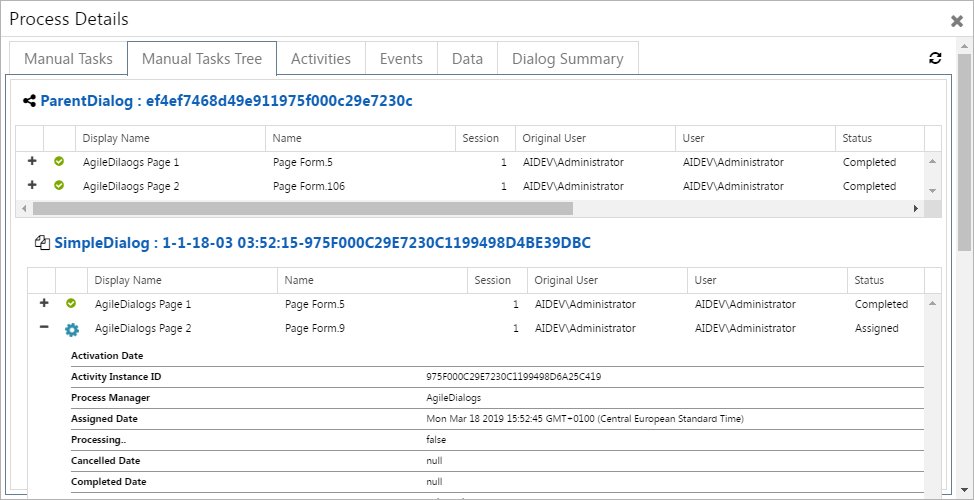 Process Details
Manual Tasks Manual Tasks Tree Activities Events Data Dialog Summary
ParentDialog : ef4ef7468d49e911975f000c29e7230c
Display Name Name Session Original User User Status
AgileDilaogs Page 1 Page Form.5 1 AIDEV\Administrator AIDEV\Administrator Completed
AgileDilaogs Page 2 Page Form.106 1 AIDEV\Administrator AIDEV\Administrator Completed
SimpleDialog : 1-1-18-03 03:52:15-975F000C29E7230C1199498D4BE39DBC
Display Name Name Session Original User User Status
AgileDialogs Page 1 Page Form.5 1 AIDEV\Administrator AIDEV\Administrator Completed
AgileDialogs Page 2 Page Form.9 1 AIDEV\Administrator AIDEV\Administrator Assigned
Activation Date
Activity Instance ID 975F000C29E7230C1199498D6A25C419
Process Manager AgileDialogs
Assigned Date Mon Mar 18 2019 15:52:45 GMT+0100 (Central European Standard Time)
Processing.. false
Cancelled Date null
Completed Date null